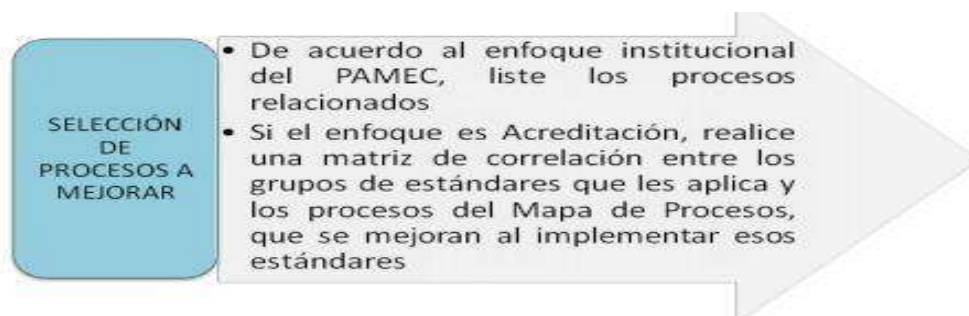 SELECCIÓN
DE
PROCESOS A
MEJORAR
• De acuerdo al enfoque institucional
del PAMEC, liste los procesos
relacionados
• Si el enfoque es Acreditación, realice
una matriz de correlación entre los
grupos de estándares que les aplica y
los procesos del Mapa de Procesos,
que se mejoran al implementar esos
estándares